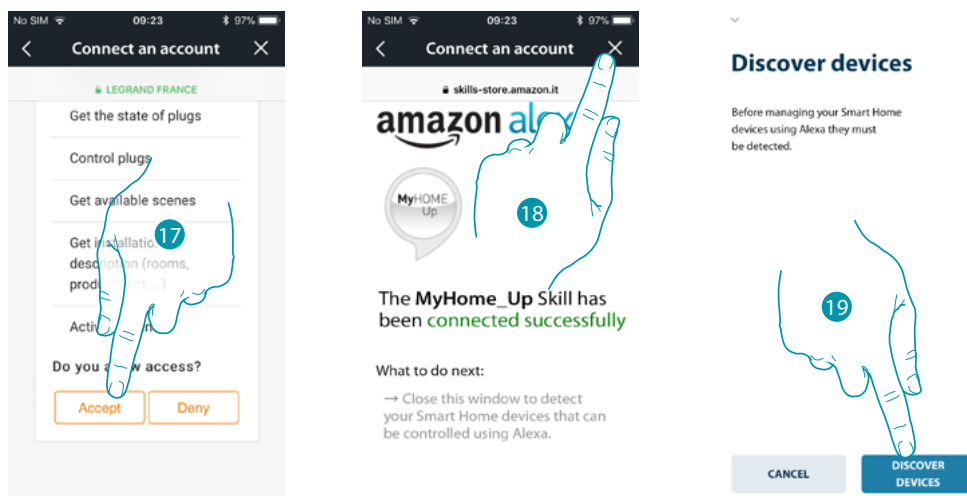 No SIM 09:23 97%
Connect an account
LEGRAND FRANCE
Get the state of plugs
Control plugs
Get available scenes
Get
description (rooms,
Do you access?
Accept Deny
17
No SIM 09:23 97%
Connect an account
skills-store.amazon.it
amazon
MyHOME
Up
18
The MyHome_Up Skill has
been connected successfully
What to do next:
→ Close this window to detect
your Smart Home devices that can
be controlled using Alexa.
Discover devices
Before managing your Smart Home
devices using Alexa they must
be detected.
19
CANCEL
DISCOVER
DEVICES